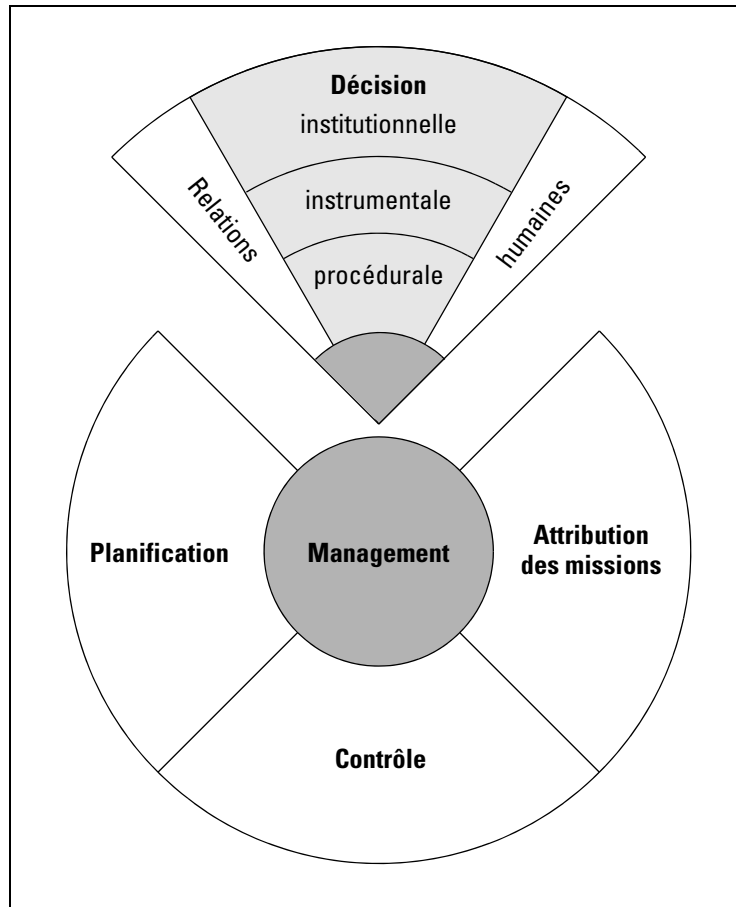 Décision
institutionnelle
Relations
instrumentale
humaines
procédurale
Planification
Management
Attribution
des missions
Contrôle